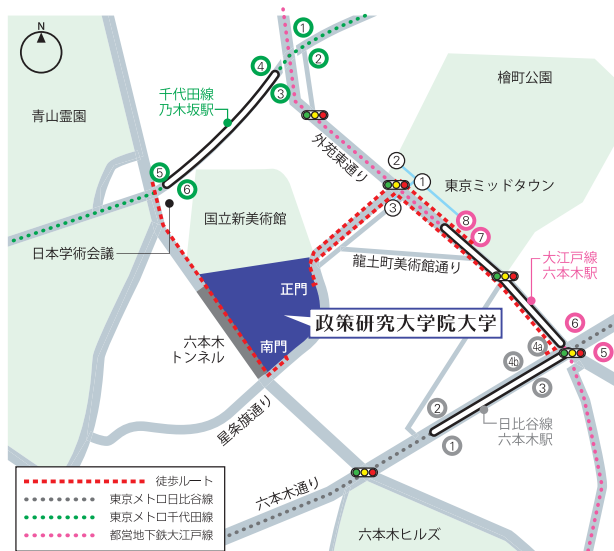 N
①
②
④
③
檜町公園
千代田線
乃木坂駅
青山霊園
外苑東通り
②
①
③
東京ミッドタウン
⑤
⑥
国立新美術館
⑧
⑦
日本学術会議
龍土町美術館通り
大江戸線
六本木駅
正門
政策研究大学院大学
六本木
トンネル
南門
⑥
⑤
4a
4b
③
②
①
日比谷線
六本木駅
星条旗通り
六本木通り
六本木ヒルズ
徒歩ルート
東京メトロ日比谷線
東京メトロ千代田線
都営地下鉄大江戸線